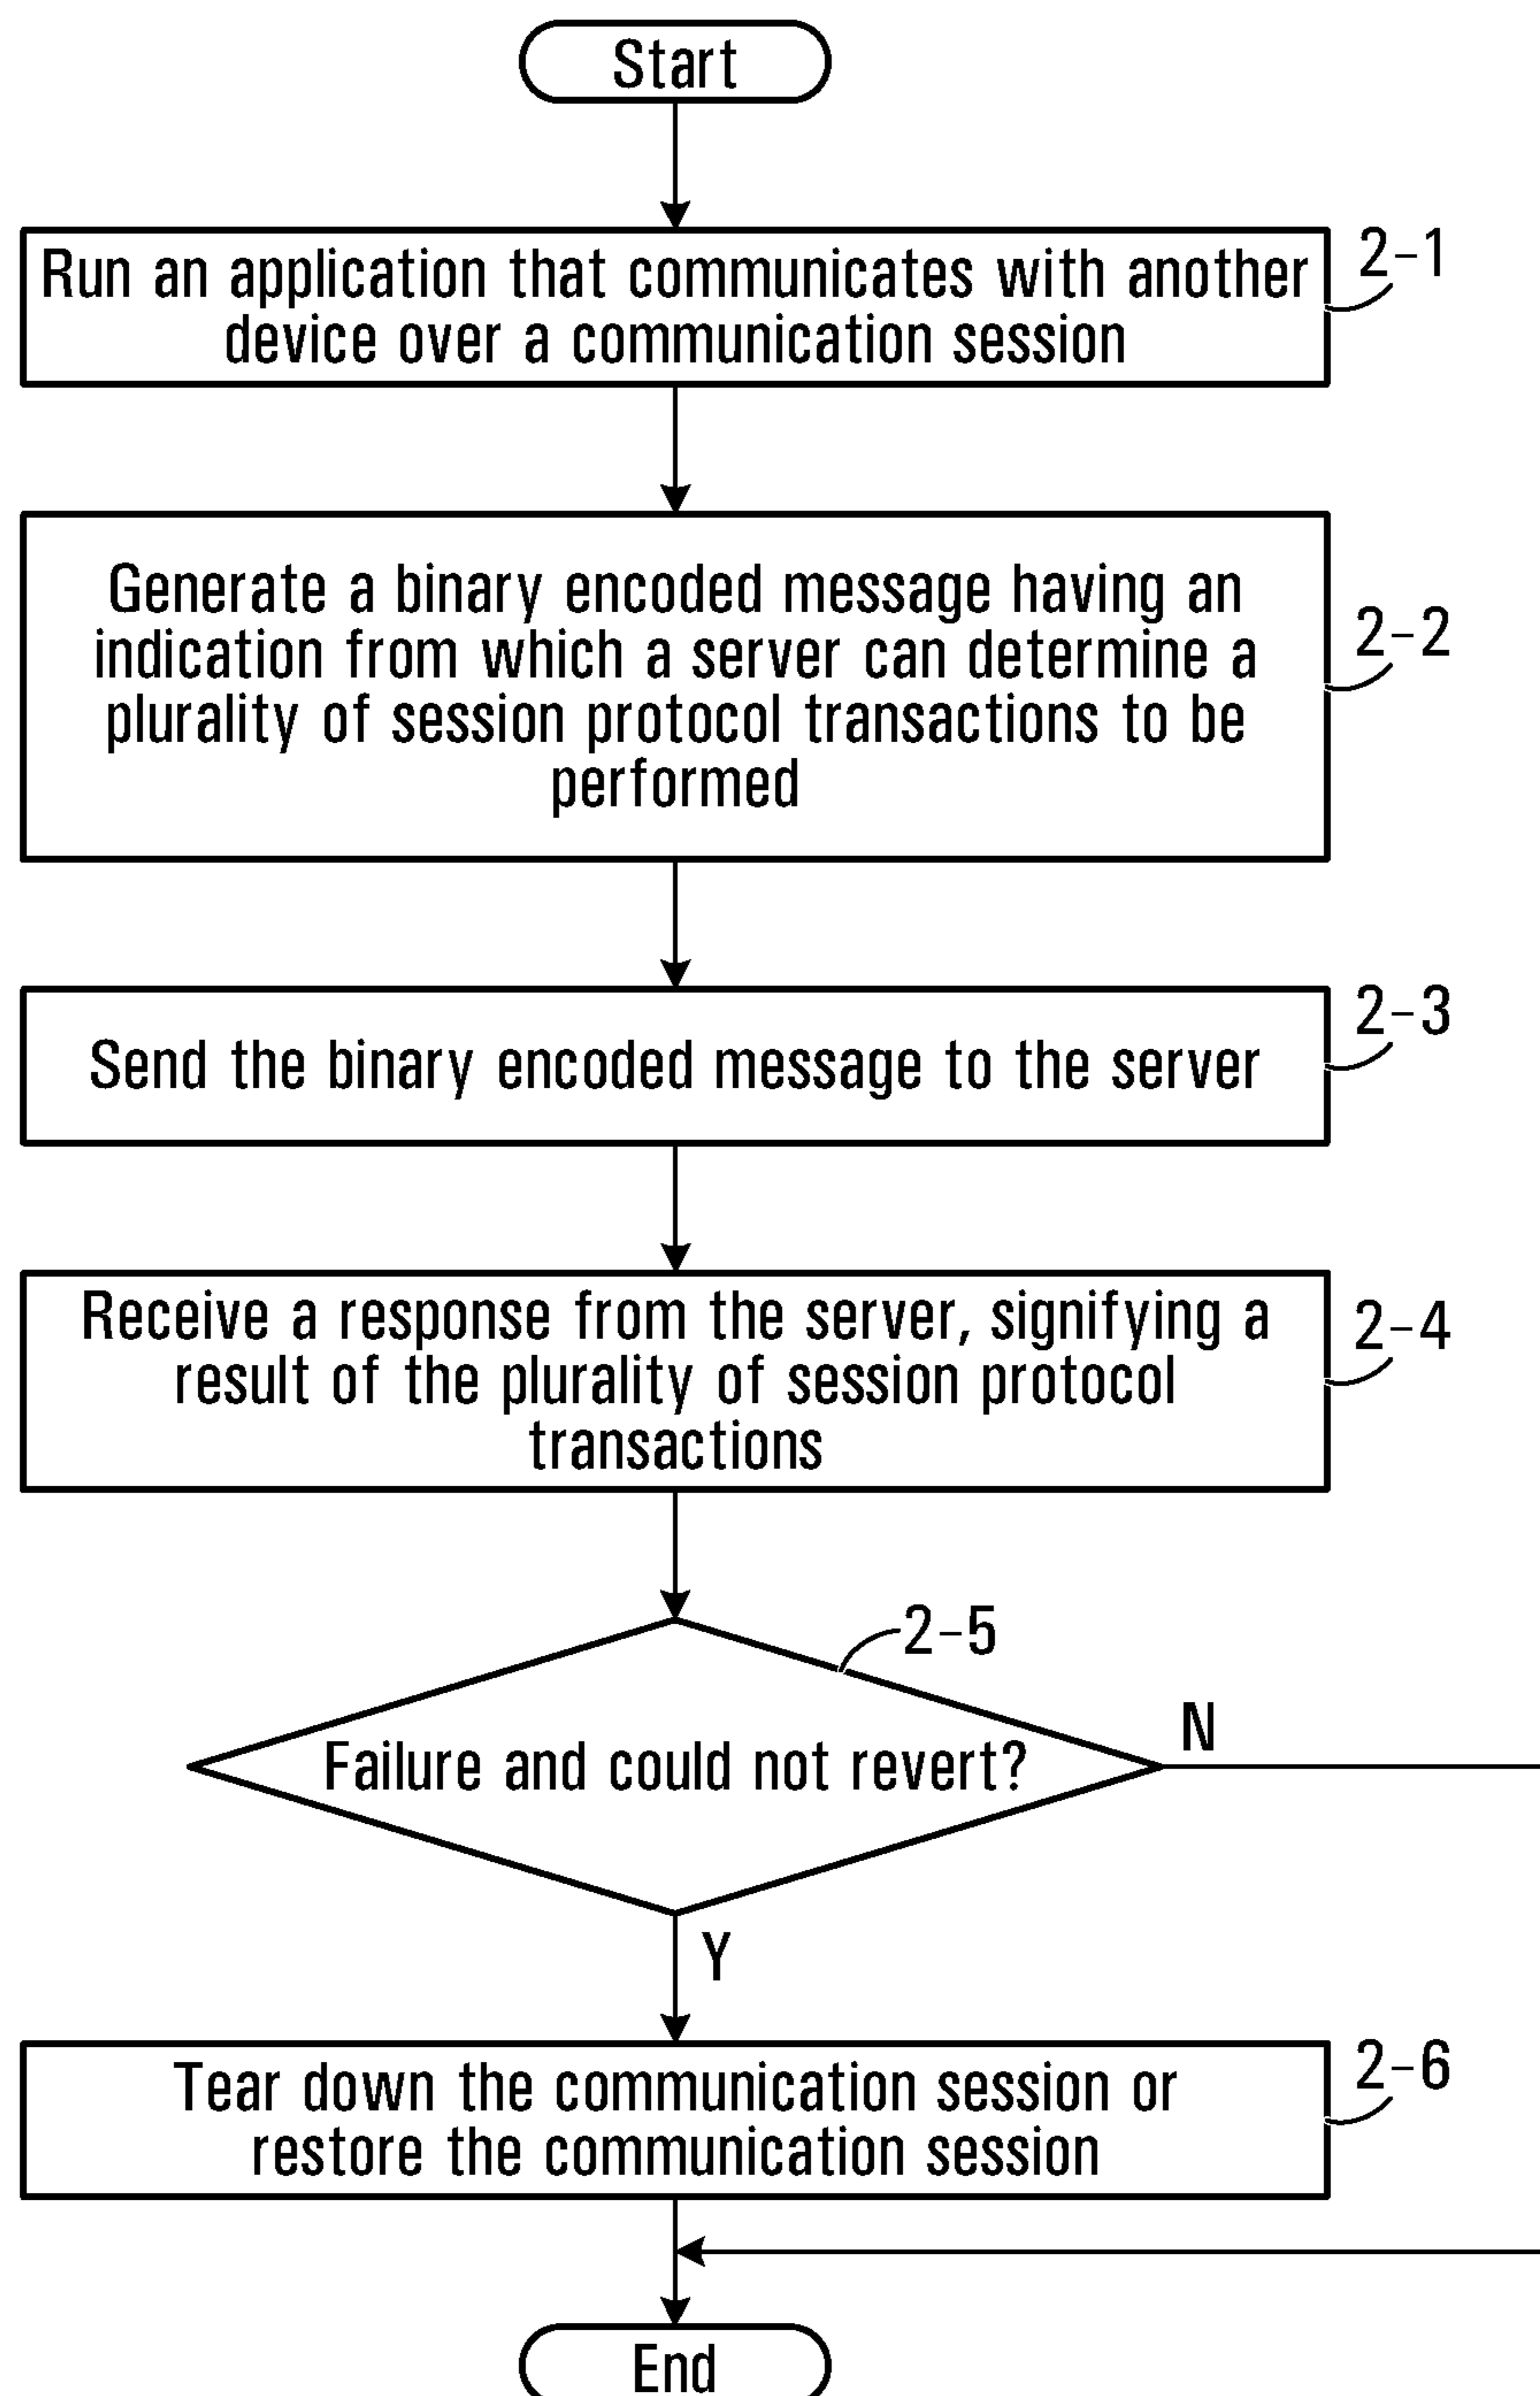 Start
Run an application that communicates with another
device over a communication session
2-1
Generate a binary encoded message having an
indication from which a server can determine a
plurality of session protocol transactions to be
performed
2-2
Send the binary encoded message to the server
2-3
Receive a response from the server, signifying a
result of the plurality of session protocol
transactions
2-4
2-5
Failure and could not revert?
N
Y
Tear down the communication session or
restore the communication session
2-6
End